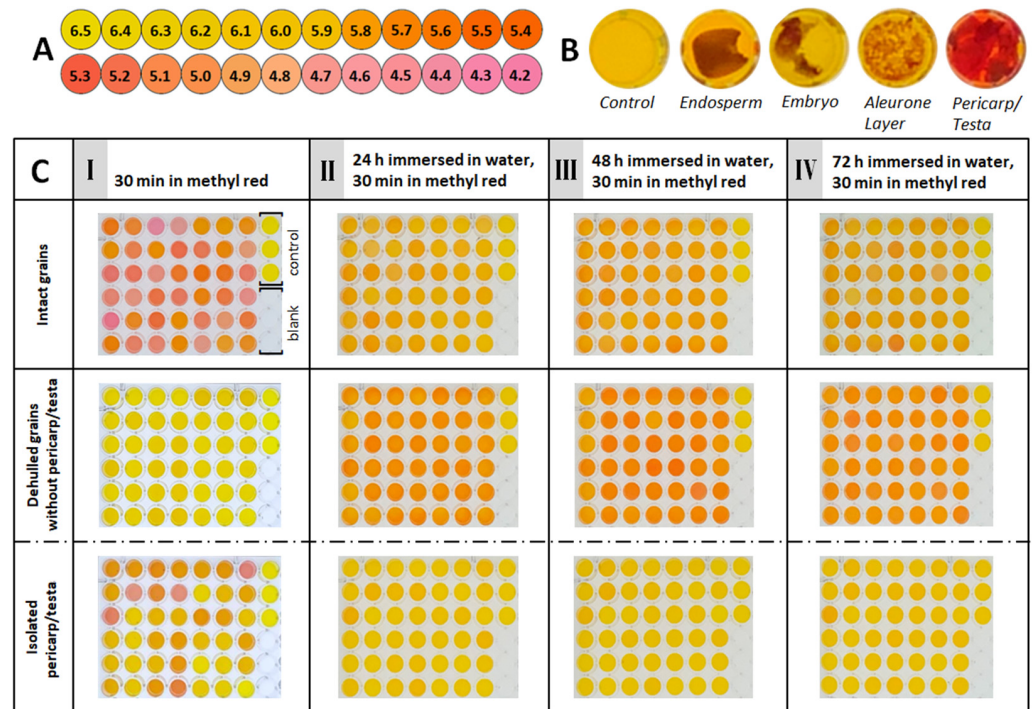 A
6.5 6.4 6.3 6.2 6.1 6.0 5.9 5.8 5.7 5.6 5.5 5.4
5.3 5.2 5.1 5.0 4.9 4.8 4.7 4.6 4.5 4.4 4.3 4.2
B
Control
Endosperm
Embryo
Aleurone
Layer
Pericarp/
Testa
C
I
30 min in methyl red
II
24 h immersed in water,
30 min in methyl red
III
48 h immersed in water,
30 min in methyl red
IV
72 h immersed in water,
30 min in methyl red
Intact grains
control
blank
Dehulled grains
without pericarp/testa
Isolated
pericarp/testa